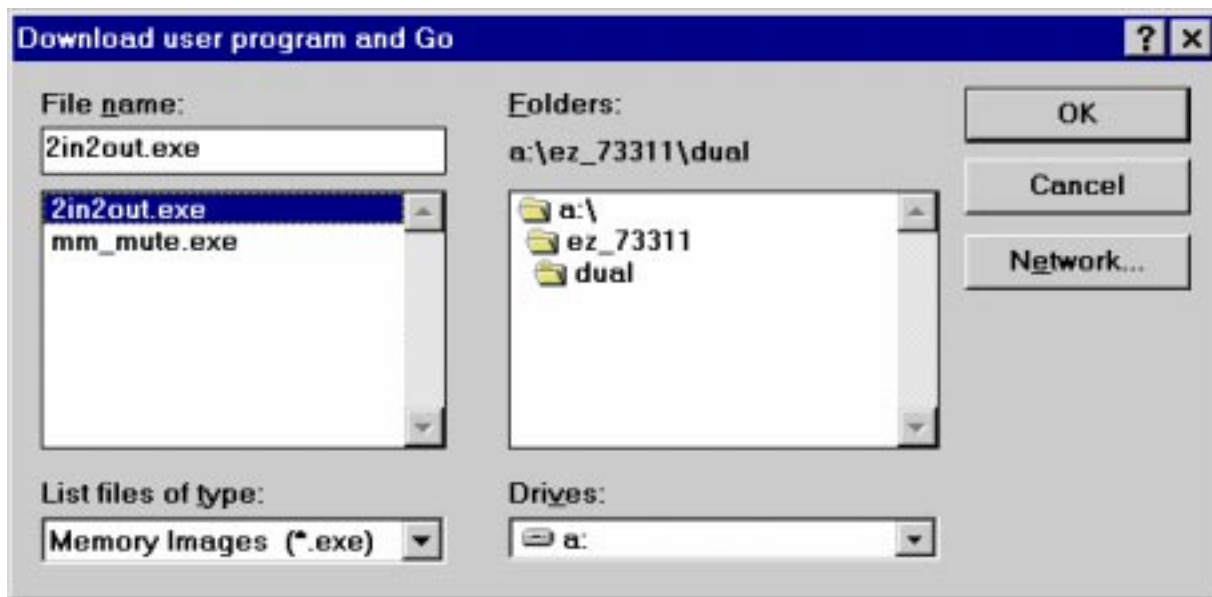 Download user program and Go
File name:
2in2out.exe
2in2out.exe
mm_mute.exe
List files of type:
Memory Images (*.exe)
Folders:
a:\ez_73311\dual
a:\
ez_73311
dual
Drives:
a:
OK
Cancel
Network...